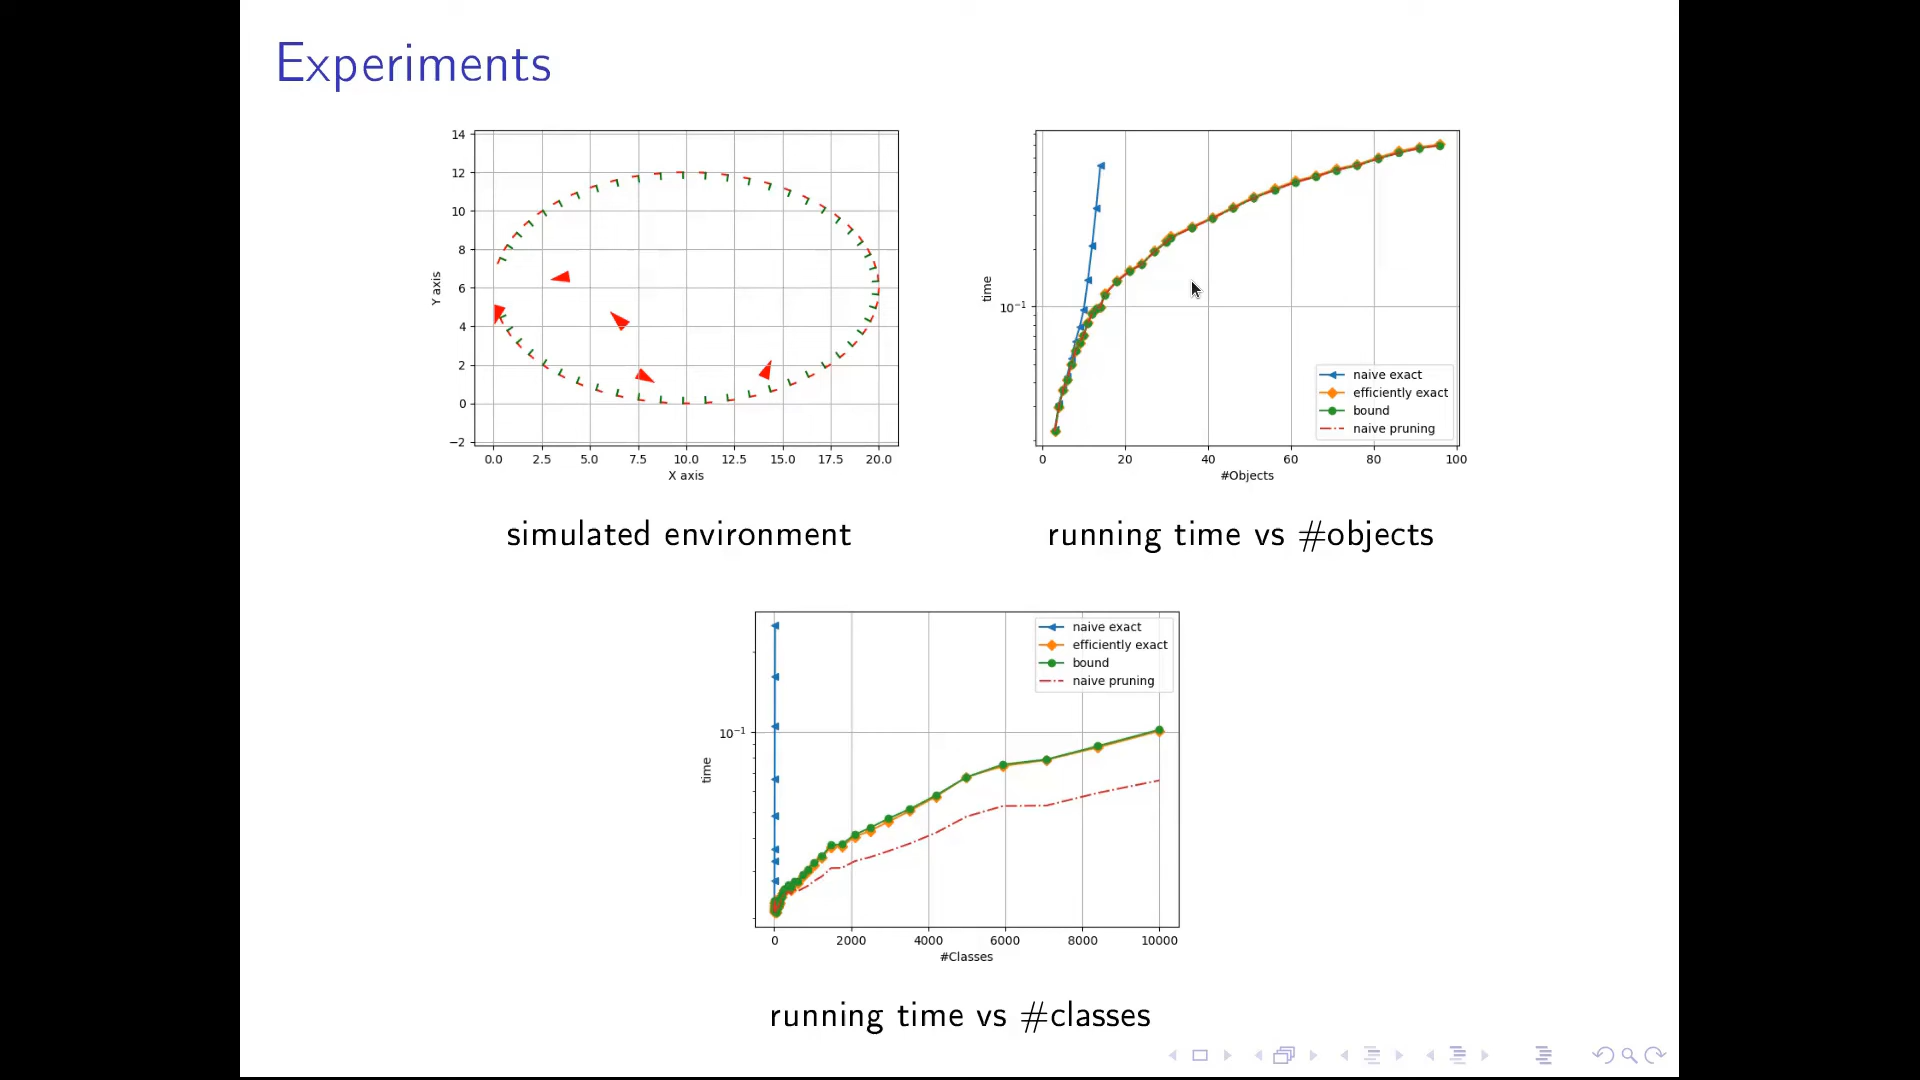 Experiments
14
12
10
8
6
4
2
0
−2
Y axis
0.0 2.5 5.0 7.5 10.0 12.5 15.0 17.5 20.0
X axis
simulated environment
time
10⁻¹
naive exact
efficiently exact
bound
naive pruning
0 20 40 60 80 100
#Objects
running time vs #objects
naive exact
efficiently exact
bound
naive pruning
10⁻¹
time
0 2000 4000 6000 8000 10000
#Classes
running time vs #classes